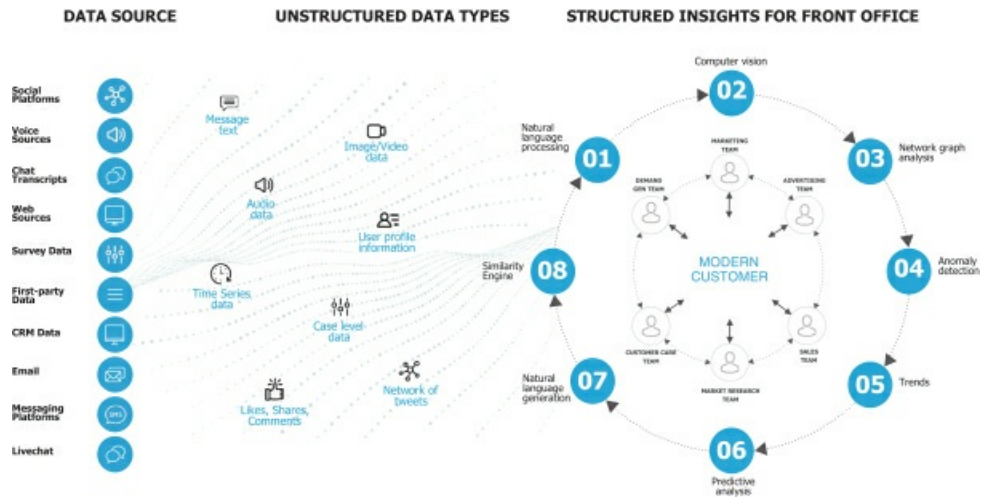 DATA SOURCE
UNSTRUCTURED DATA TYPES
STRUCTURED INSIGHTS FOR FRONT OFFICE
Social
Platforms
Voice
Sources
Chat
Transcripts
Web
Sources
Survey Data
First-party
Data
CRM Data
Email
Messaging
Platforms
SMS
Livechat
Message
text
Image/Video
data
Audio
data
User profile
information
Time Series
data
Case level
data
Likes, Shares,
Comments
Network of
tweets
Natural
language
processing
01
Computer vision
02
03
Network graph
analysis
04
Anomaly
detection
05
Trends
06
Predictive
analysis
Natural
language
generation
07
Similarity
Engine
08
MARKETING
TEAM
DEMAND
GEN TEAM
ADVERTISING
TEAM
MODERN
CUSTOMER
CUSTOMER CARE
TEAM
SALES
TEAM
MARKET RESEARCH
TEAM